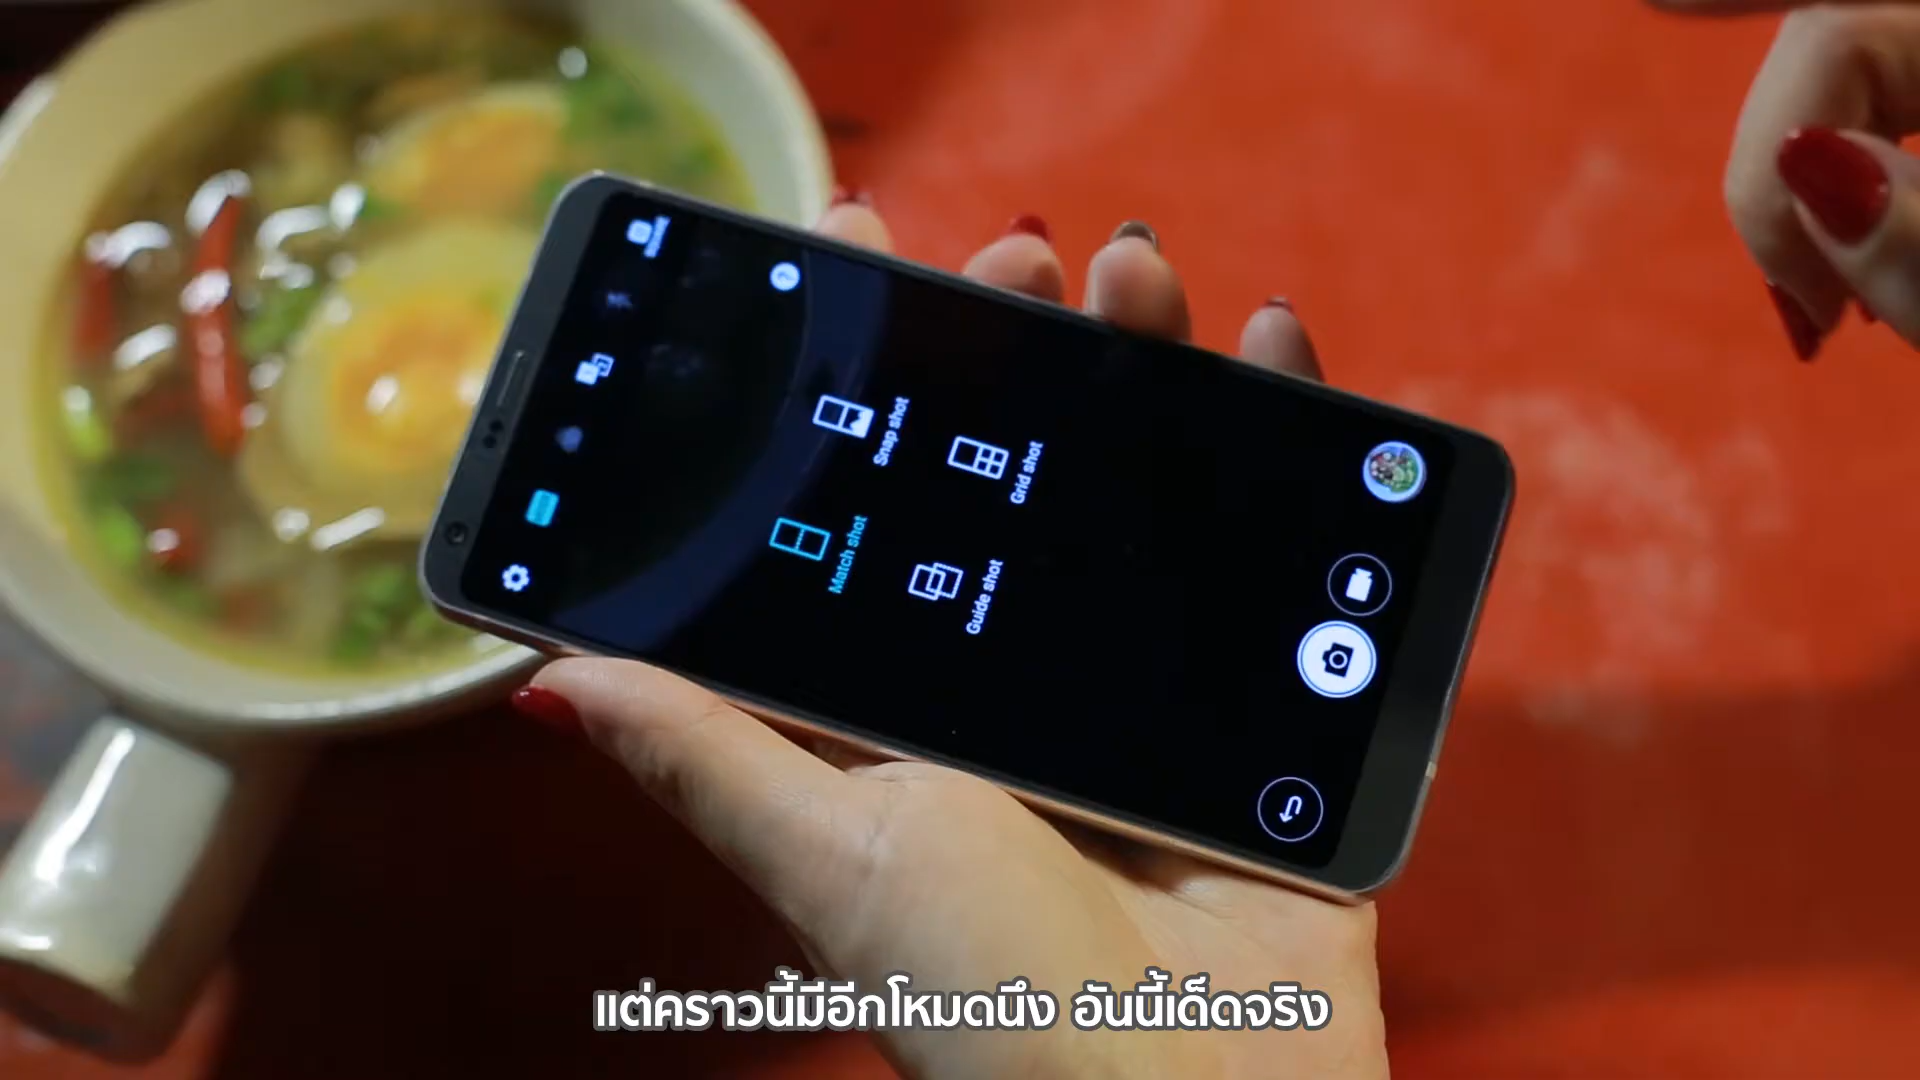 SQUARE
Snap shot
Grid shot
Match shot
Guide shot
แต่คราวนี้มีอีกโหมดนึง อันนี้เด็ดจริง